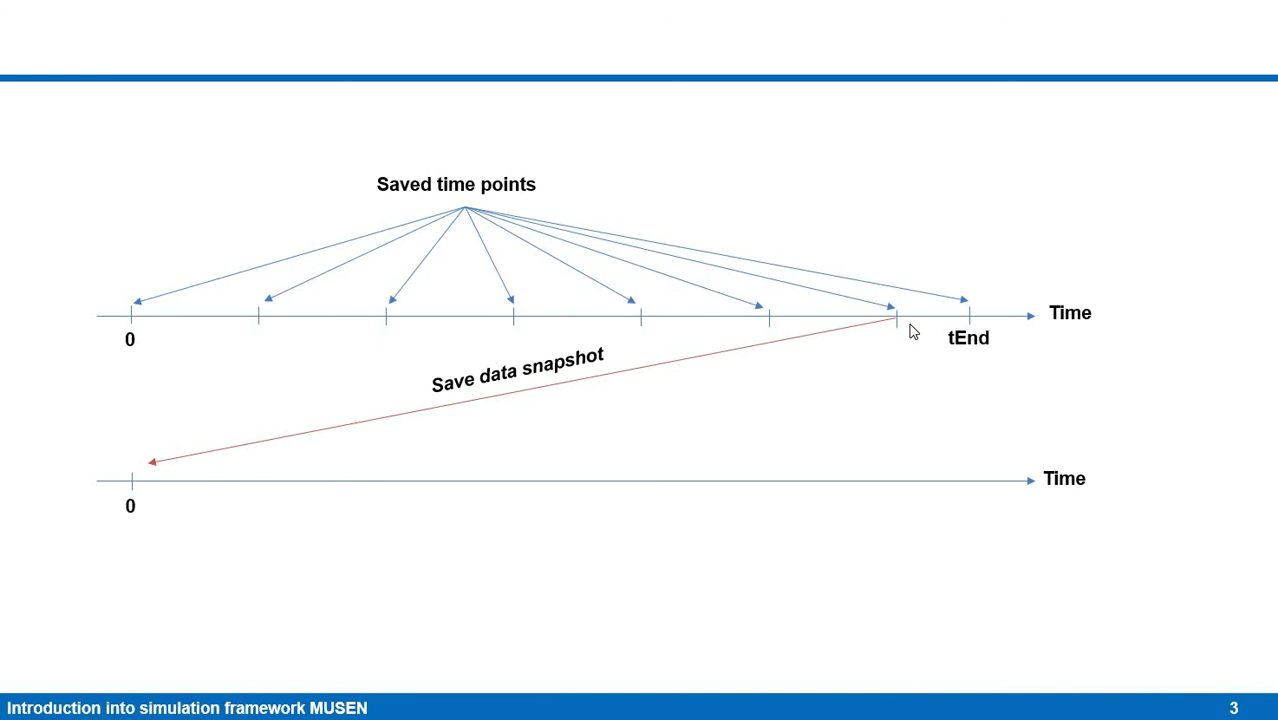 Saved time points
Time
0
tEnd
Save data snapshot
Time
0
Introduction into simulation framework MUSEN
3